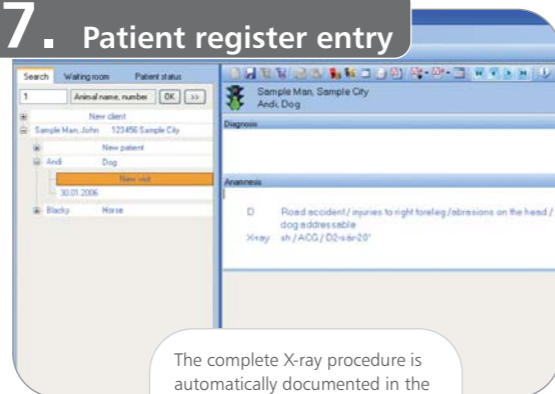 7. Patient register entry
Search Waiting room Patient status
1 Animal name, number OK >>
New client
Sample Man, John 123456 Sample City
New patient
Andi Dog
New visit
30.01.2006
Blacky Horse
Sample Man, Sample City
Andi, Dog
Diagnosis
Anamnesis
D Road accident / injuries to right foreleg / abrasions on the head /
dog addressable
X-ray sh / ACG /
The complete X-ray procedure is
automatically documented in the